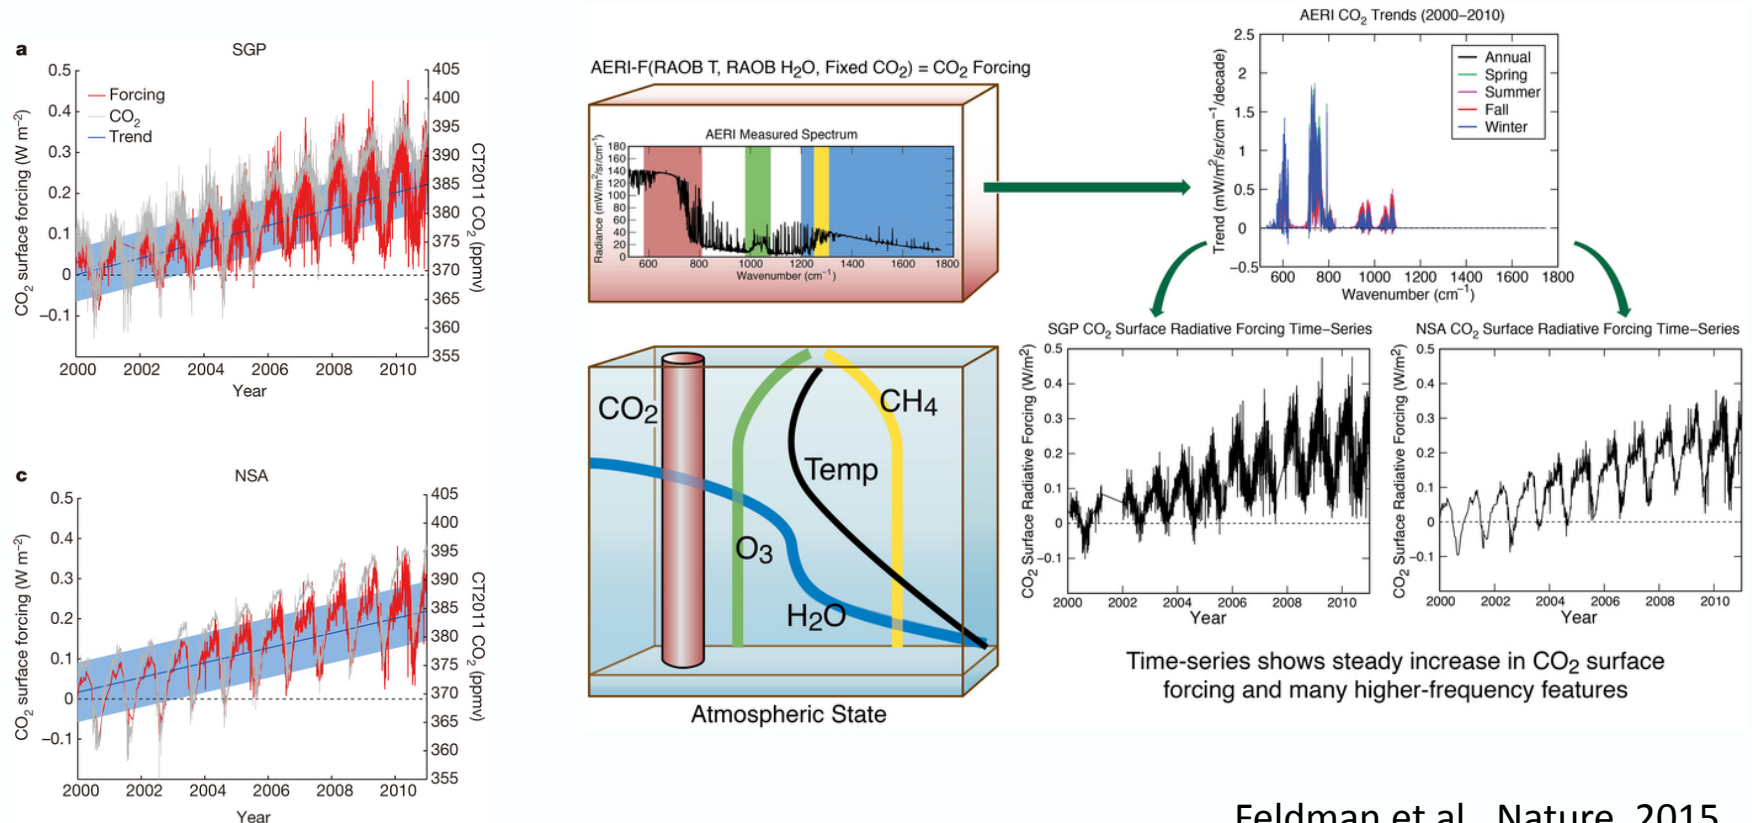 a
SGP
CO2 surface forcing (W m–2)
0.5
0.4
0.3
0.2
0.1
0
–0.1
Forcing
CO2
Trend
405
400
395
390
385
380
375
370
365
360
355
CT2011 CO2 (ppmv)
2000 2002 2004 2006 2008 2010
Year
c
NSA
CO2 surface forcing (W m–2)
0.5
0.4
0.3
0.2
0.1
0
–0.1
405
400
395
390
385
380
375
370
365
360
355
CT2011 CO2 (ppmv)
2000 2002 2004 2006 2008 2010
Year
AERI-F(RAOB T, RAOB H2O, Fixed CO2) = CO2 Forcing
AERI Measured Spectrum
Radiance (mW/m2/sr/cm–1)
180
160
140
120
100
80
60
40
20
0
600 800 1000 1200 1400 1600 1800
Wavenumber (cm–1)
CO2
CH4
Temp
O3
H2O
Atmospheric State
AERI CO2 Trends (2000–2010)
Trend (mW/m2/sr/cm–1/decade)
2.5
2
1.5
1
0.5
0
–0.5
Annual
Spring
Summer
Fall
Winter
600 800 1000 1200 1400 1600 1800
Wavenumber (cm–1)
SGP CO2 Surface Radiative Forcing Time–Series
CO2 Surface Radiative Forcing (W/m2)
0.5
0.4
0.3
0.2
0.1
0
–0.1
2000 2002 2004 2006 2008 2010
Year
NSA CO2 Surface Radiative Forcing Time–Series
CO2 Surface Radiative Forcing (W/m2)
0.5
0.4
0.3
0.2
0.1
0
–0.1
2000 2002 2004 2006 2008 2010
Year
Time-series shows steady increase in CO2 surface
forcing and many higher-frequency features
Feldman et al., Nature, 2015